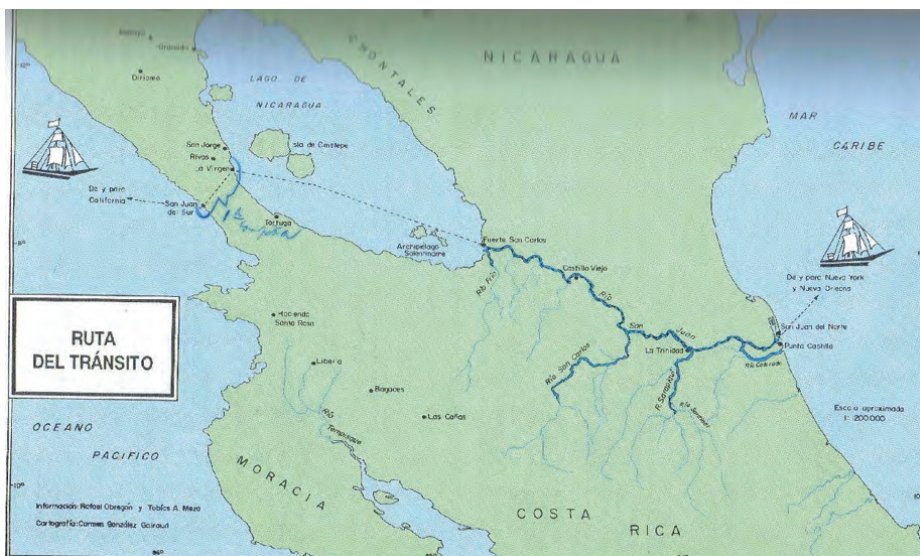 NICARAGUA
CHONTALES
MAR
CARIBE
LAGO DE
NICARAGUA
Diriomo
San Jorge
Rivas
La Virgen
Isla de Ometepe
De y para
California
San Juan
del Sur
Tortuga
Archipiélago
Solentiname
Fuerte San Carlos
Río Frío
Castillo Viejo
Río
San
Juan
De y para Nueva York
y Nueva Orleans
San Juan del Norte
Punta Castilla
Río Colorado
La Trinidad
Río San Carlos
R. Sarapiquí
RUTA
DEL TRÁNSITO
Hacienda
Santa Rosa
Liberia
Bagaces
Las Cañas
Río
Tempisque
Escala aproximada
1: 200000
OCEANO
PACIFICO
MORACIA
COSTA
RICA
Información: Rafael Obregón y Tobías A. Meza
Cartografía: Carmen González Gairaud